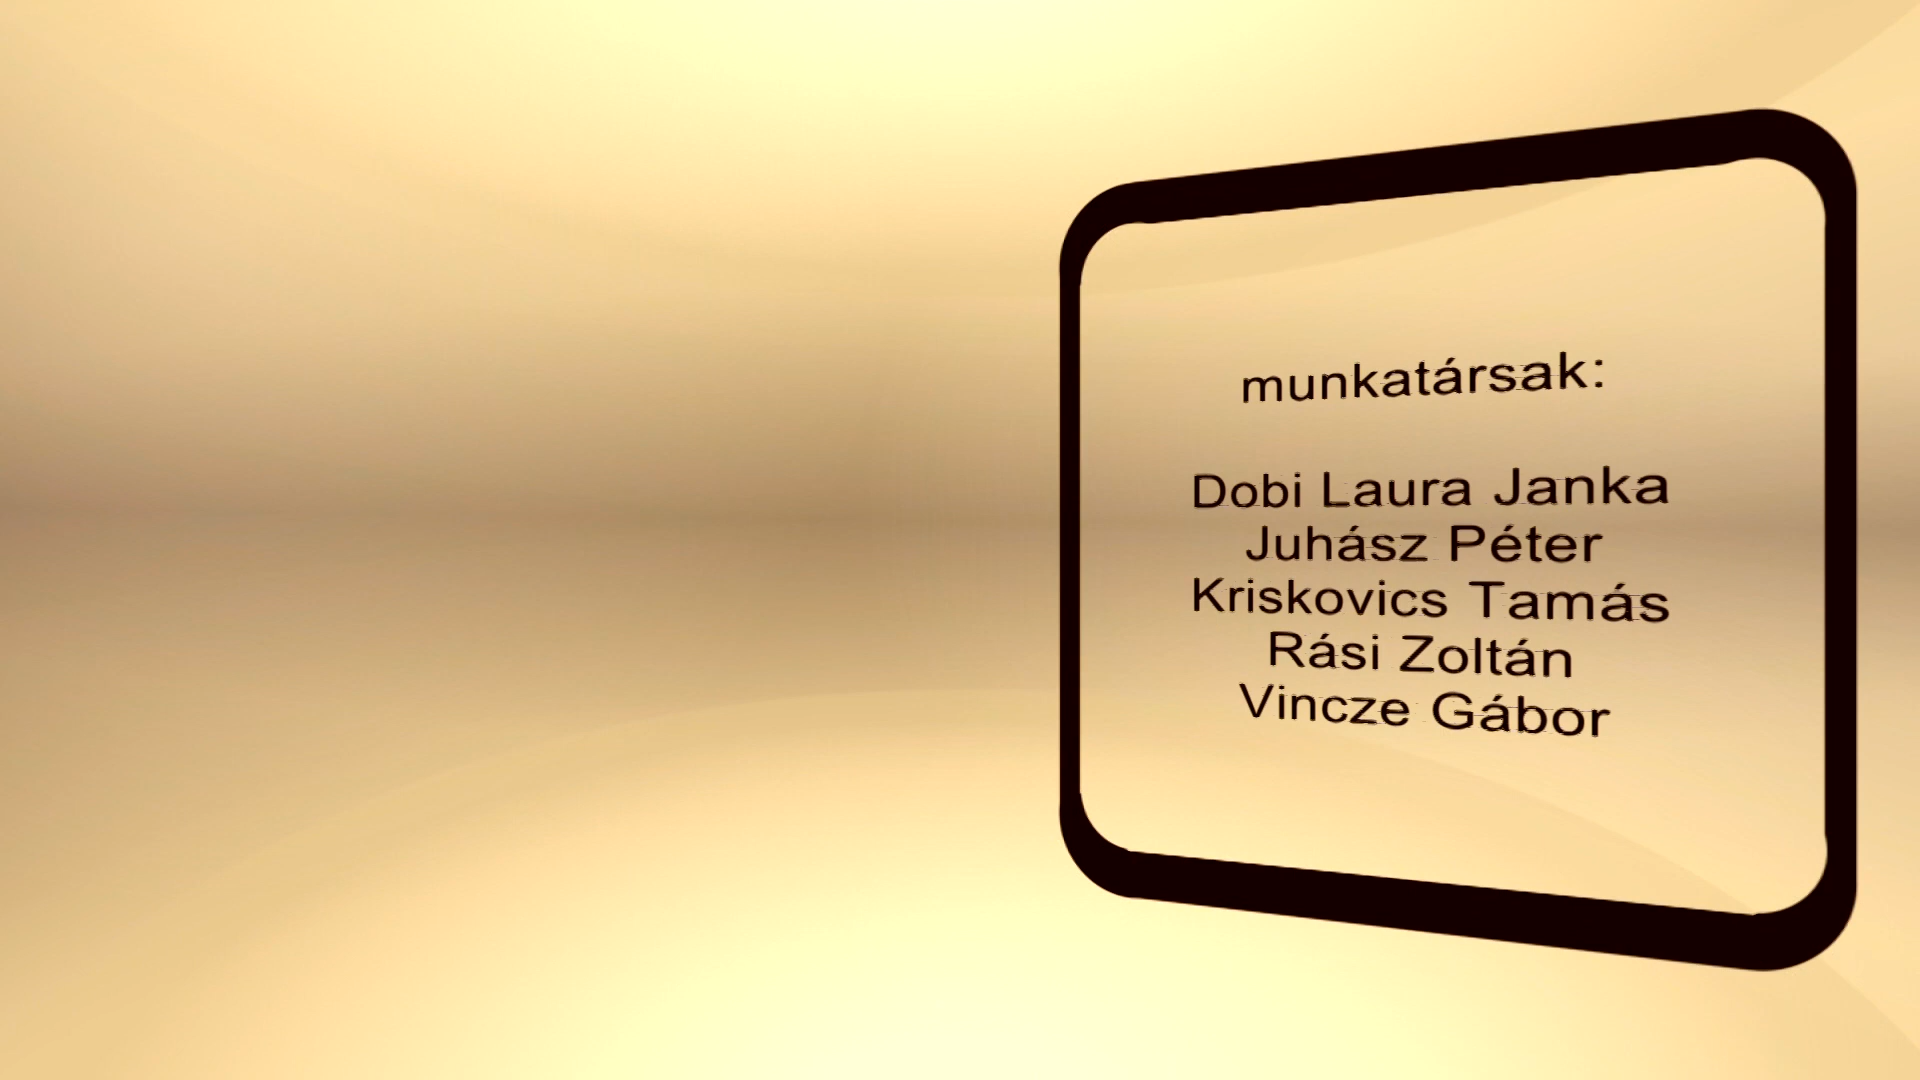 munkatársak:
Dobi Laura Janka
Juhász Péter
Kriskovics Tamás
Rási Zoltán
Vincze Gábor